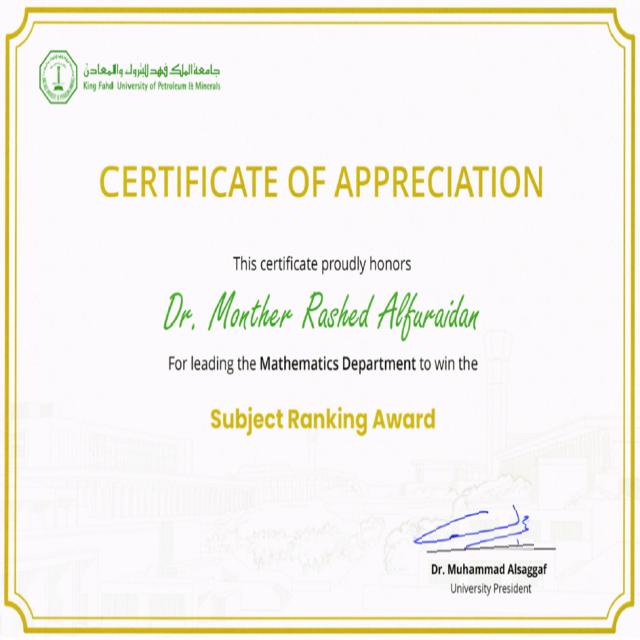 جامعة الملك فهد للبترول والمعادن
King Fahd University of Petroleum & Minerals
CERTIFICATE OF APPRECIATION
This certificate proudly honors
Dr. Monther Rashed Alfuraidan
For leading the Mathematics Department to win the
Subject Ranking Award
Dr. Muhammad Alsaggaf
University President